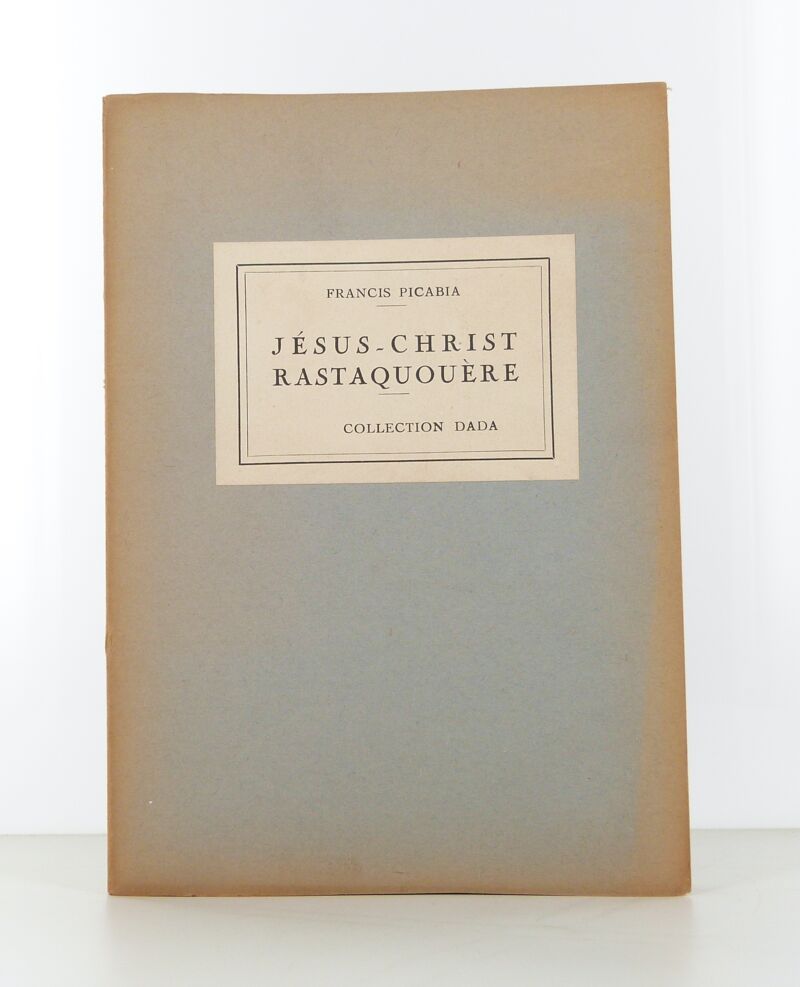 FRANCIS PICABIA
JÉSUS-CHRIST
RASTAQUOUÈRE
COLLECTION DADA